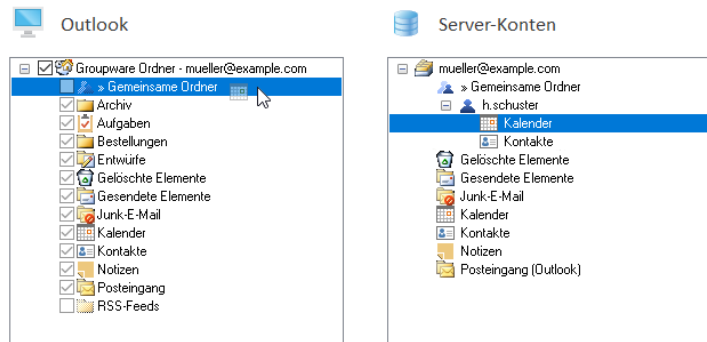 Outlook
Groupware Ordner - mueller@example.com
» Gemeinsame Ordner
Archiv
Aufgaben
Bestellungen
Entwürfe
Gelöschte Elemente
Gesendete Elemente
Junk-E-Mail
Kalender
Kontakte
Notizen
Posteingang
RSS-Feeds
Server-Konten
mueller@example.com
» Gemeinsame Ordner
h.schuster
Kalender
Kontakte
Gelöschte Elemente
Gesendete Elemente
Junk-E-Mail
Kalender
Kontakte
Notizen
Posteingang (Outlook)